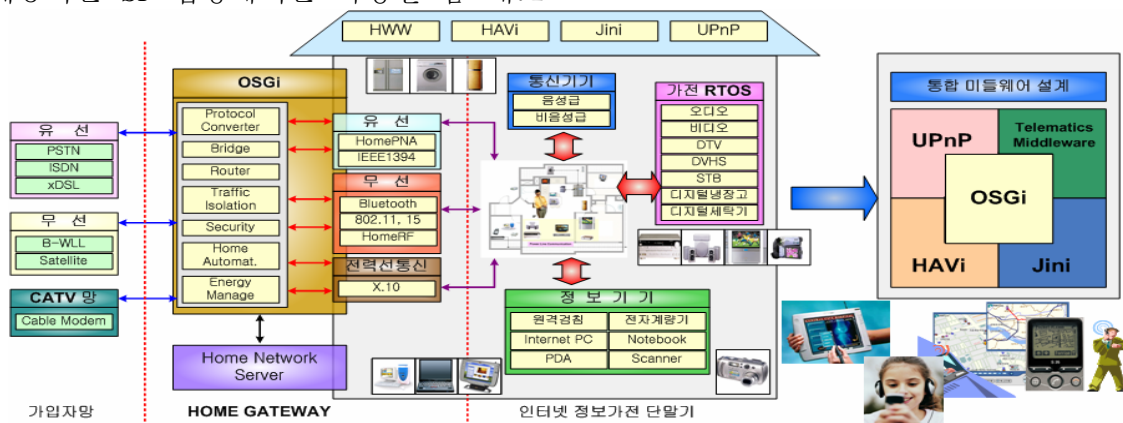 HWW
HAVi
Jini
UPnP
유 선
PSTN
ISDN
xDSL
무 선
B-WLL
Satellite
CATV 망
Cable Modem
가입자망
OSGi
Protocol
Converter
Bridge
Router
Traffic
Isolation
Security
Home
Automat.
Energy
Manage
Home Network
Server
HOME GATEWAY
유 선
HomePNA
IEEE1394
무 선
Bluetooth
802.11, 15
HomeRF
전력선통신
X.10
통신기기
음성급
비음성급
가전 RTOS
오디오
비디오
DTV
DVHS
STB
디지털냉장고
디지털세탁기
정 보 기 기
원격검침
전자계량기
Internet PC
Notebook
PDA
Scanner
인터넷 정보가전 단말기
통합 미들웨어 설계
UPnP
Telematics
Middleware
OSGi
HAVi
Jini